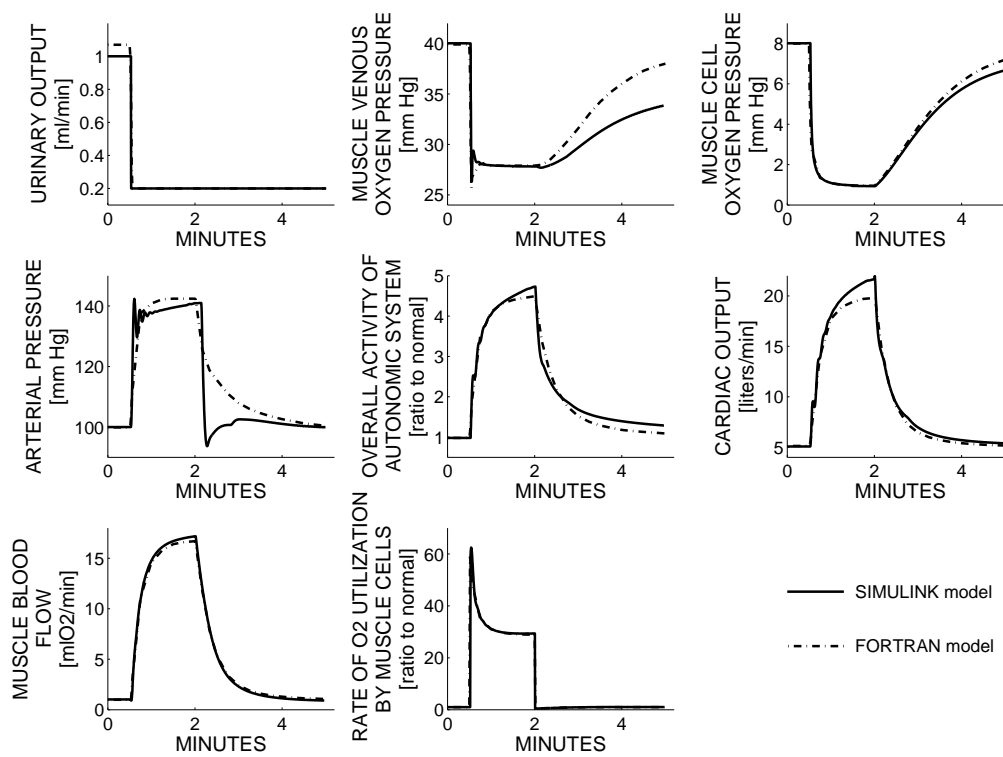 URINARY OUTPUT
[ml/min]
1
0.8
0.6
0.4
0.2
0 2 4
MINUTES
MUSCLE VENOUS
OXYGEN PRESSURE
[mm Hg]
40
35
30
25
0 2 4
MINUTES
MUSCLE CELL
OXYGEN PRESSURE
[mm Hg]
8
6
4
2
0
0 2 4
MINUTES
ARTERIAL PRESSURE
[mm Hg]
140
120
100
0 2 4
MINUTES
OVERALL ACTIVITY OF
AUTONOMIC SYSTEM
[ratio to normal]
5
4
3
2
1
0 2 4
MINUTES
CARDIAC OUTPUT
[liters/min]
20
15
10
5
0 2 4
MINUTES
MUSCLE BLOOD
FLOW
[mlO2/min]
15
10
5
0
0 2 4
MINUTES
RATE OF O2 UTILIZATION
BY MUSCLE CELLS
[ratio to normal]
60
40
20
0
0 2 4
MINUTES
SIMULINK model
FORTRAN model